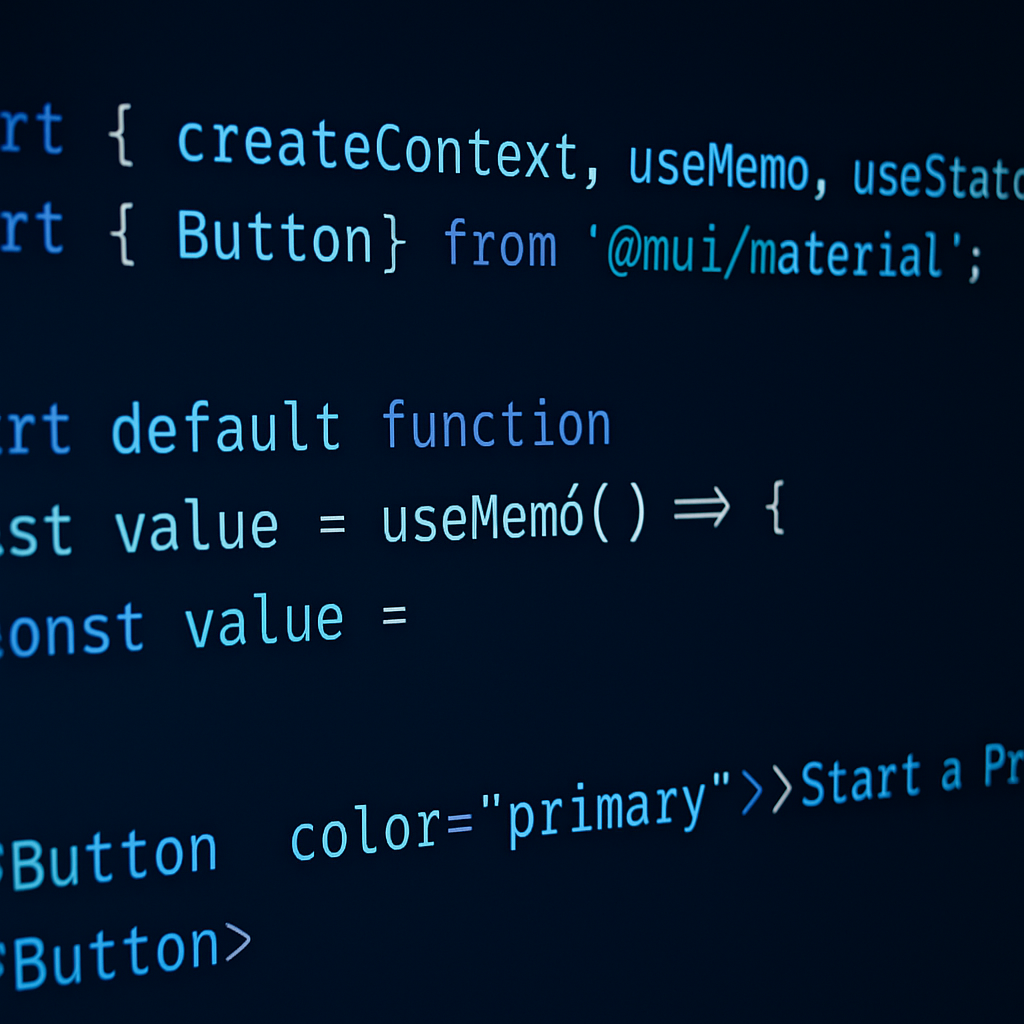 rt { createContext, useMemo, useStat
rt { Button} from '@mui/material';
rt default function
st value = useMemó() => {
const value =
Button color="primary">>Start a Pr
Button>